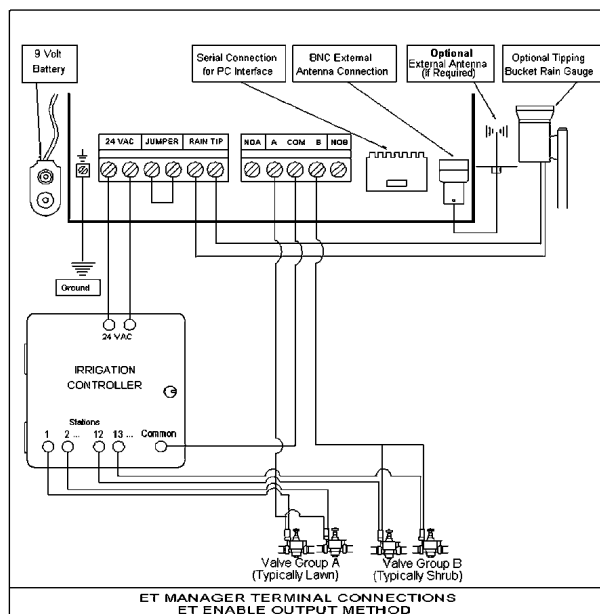 9 Volt
Battery
Serial Connection
for PC Interface
BNC External
Antenna Connection
Optional
External Antenna
(If Required)
Optional Tipping
Bucket Rain Gauge
24 VAC
JUMPER
RAIN TIP
NOA
A
COM
B
NOB
Ground
24 VAC
IRRIGATION
CONTROLLER
Stations
1
2 ...
12
13 ...
Common
Valve Group A
(Typically Lawn)
Valve Group B
(Typically Shrub)
ET MANAGER TERMINAL CONNECTIONS
ET ENABLE OUTPUT METHOD